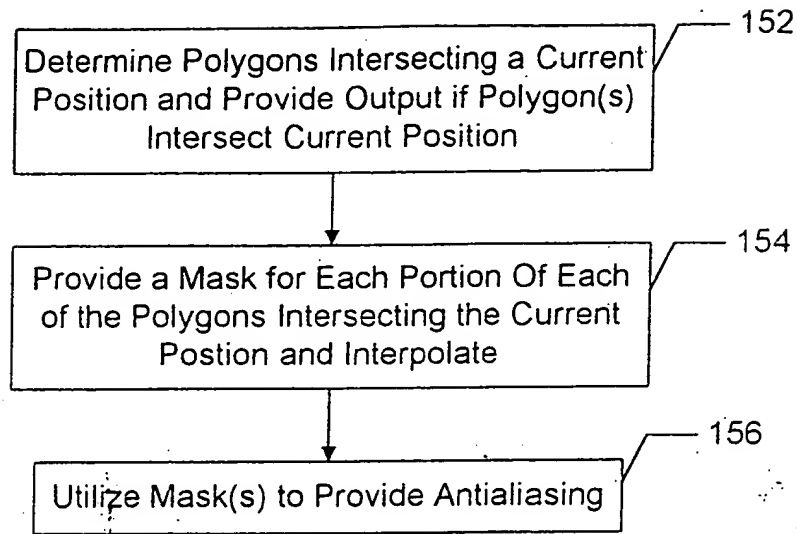 152
Determine Polygons Intersecting a Current
Position and Provide Output if Polygon(s)
Intersect Current Position
154
Provide a Mask for Each Portion Of Each
of the Polygons Intersecting the Current
Postion and Interpolate
156
Utilize Mask(s) to Provide Antialiasing